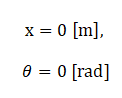 x = 0 [m],
θ = 0 [rad]